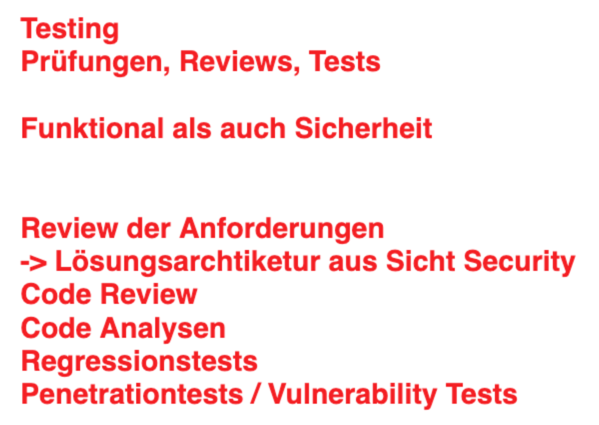 Testing
Prüfungen, Reviews, Tests
Funktional als auch Sicherheit
Review der Anforderungen
-> Lösungsarchtiketur aus Sicht Security
Code Review
Code Analysen
Regressionstests
Penetrationtests / Vulnerability Tests